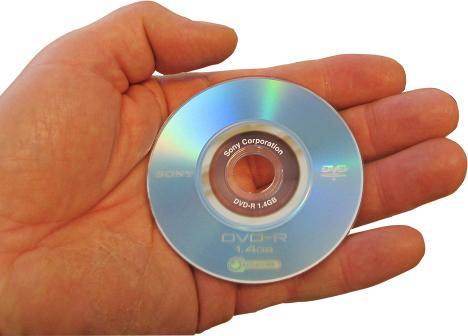 Sony Corporation
SONY
DVD
DVD-R 1.4GB
DVD-R
1.4GB